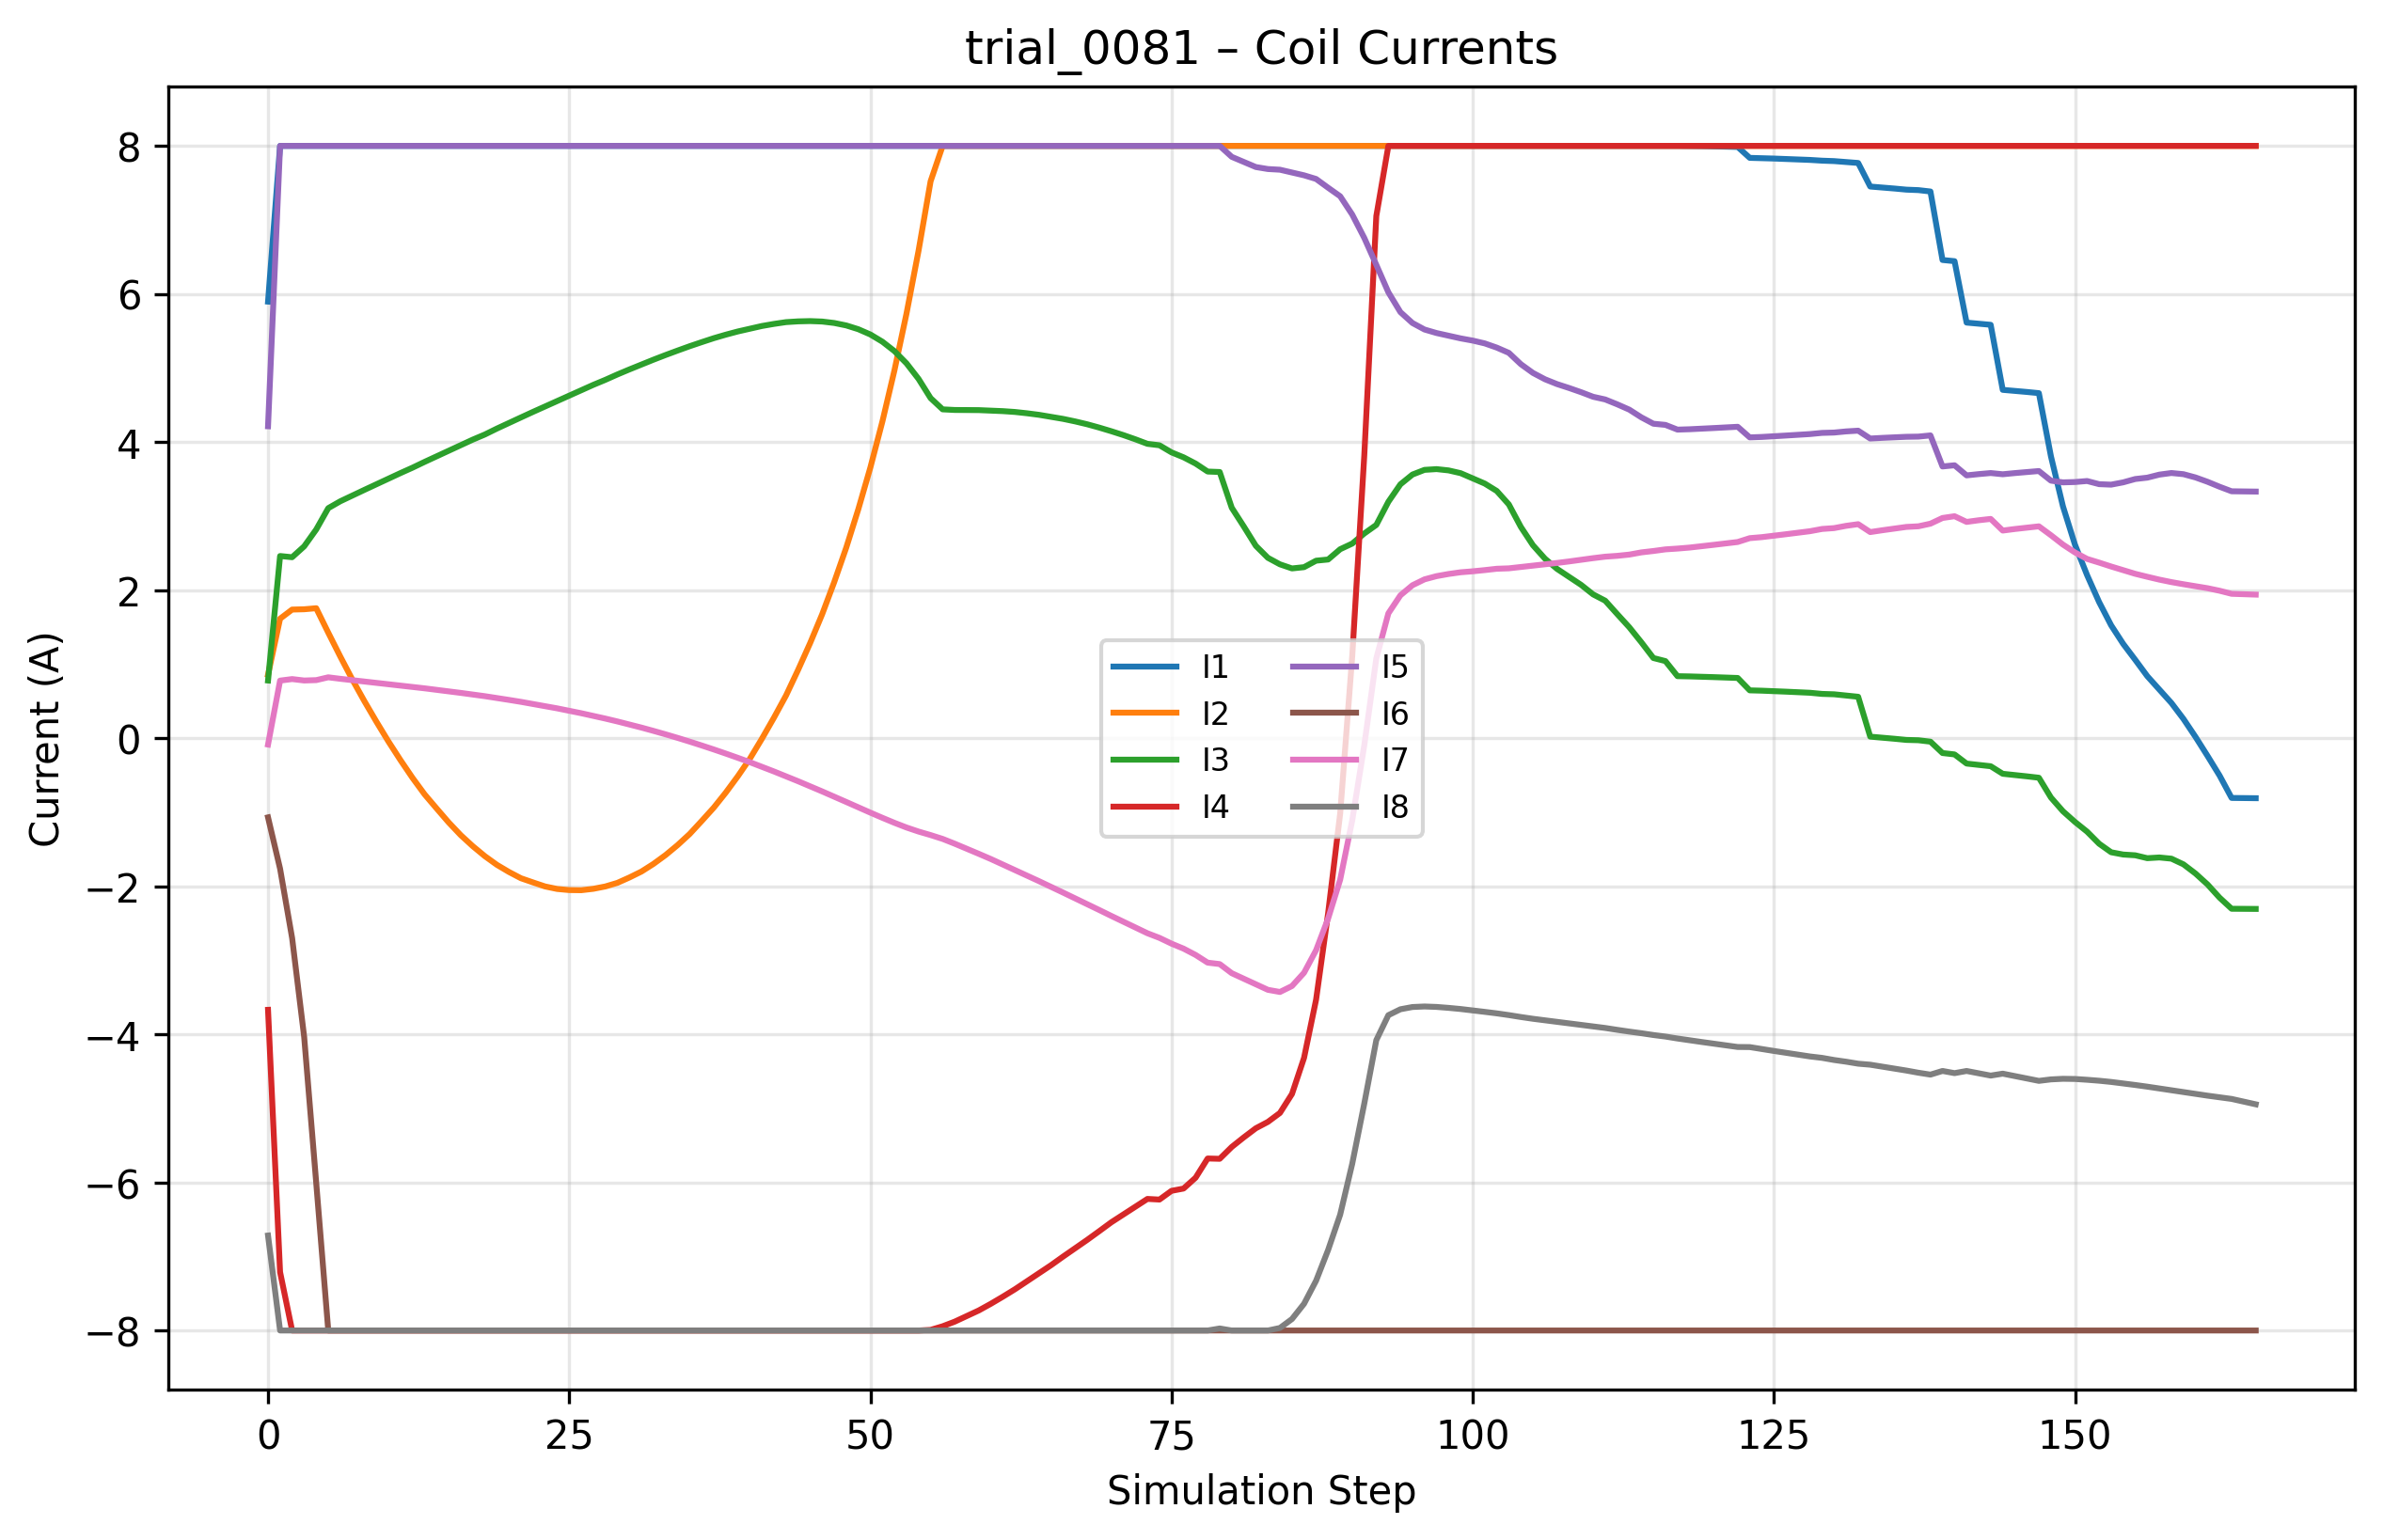 trial_0081 – Coil Currents
Current (A)
8
6
4
2
0
−2
−4
−6
−8
I1
I2
I3
I4
I5
I6
I7
I8
0
25
50
75
100
125
150
Simulation Step